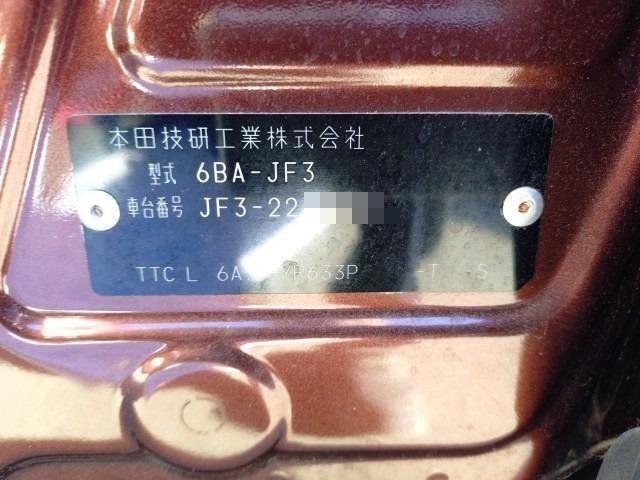 本田技研工業株式会社
型式 6BA-JF3
車台番号 JF3-22
TTC L 6A YR633P -T S